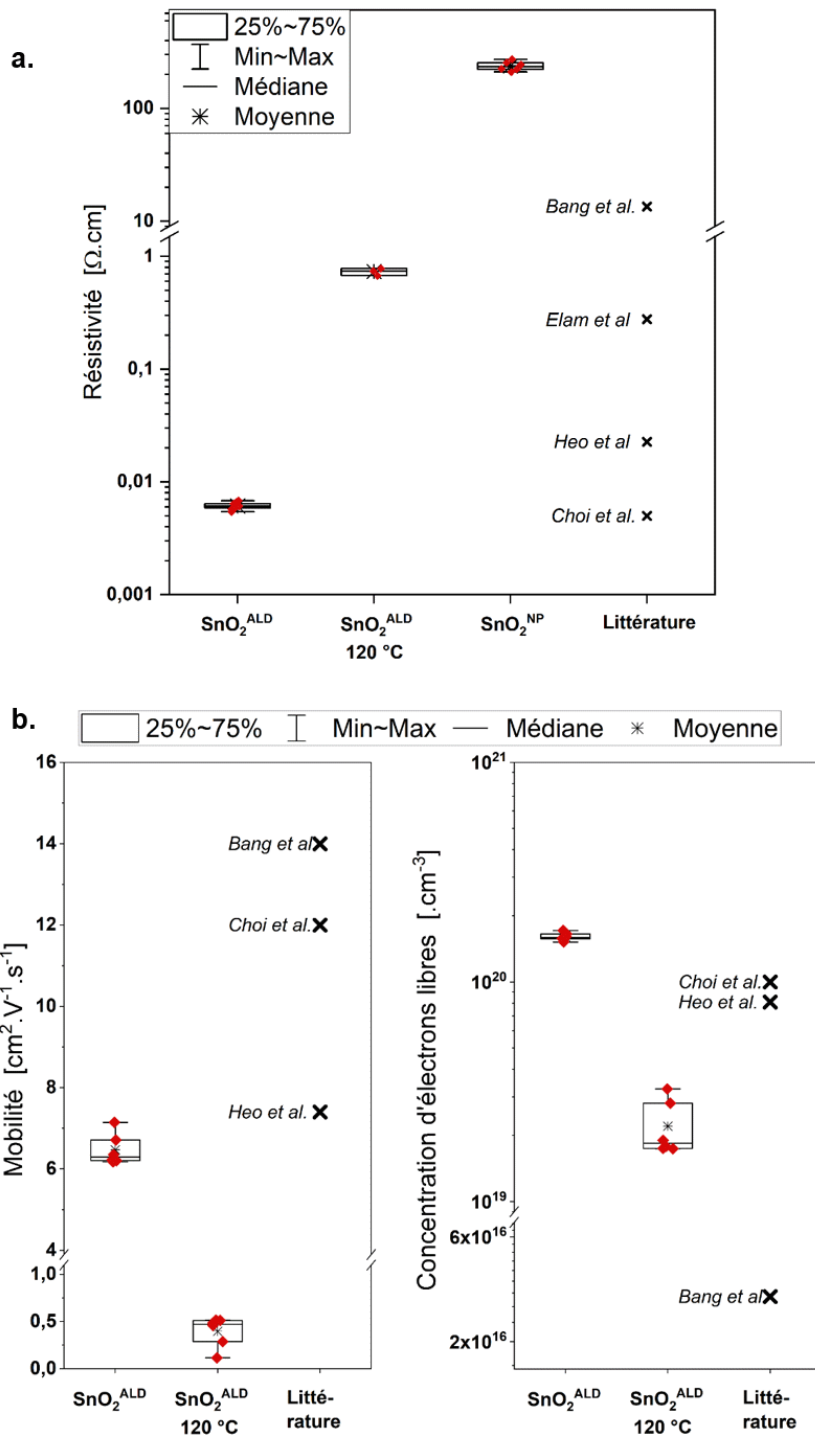 a.
25%~75%
Min~Max
Médiane
Moyenne
Résistivité [Ω.cm]
100
10
1
0,1
0,01
0,001
Bang et al.
Elam et al
Heo et al
Choi et al.
SnO₂ᴬᴸᴰ
SnO₂ᴬᴸᴰ
120 °C
SnO₂ᴺᴾ
Littérature
b.
25%~75% Min~Max Médiane Moyenne
Mobilité [cm².V⁻¹.s⁻¹]
16
14
12
10
8
6
4
1,0
0,5
0,0
Bang et al
Choi et al.
Heo et al.
SnO₂ᴬᴸᴰ
SnO₂ᴬᴸᴰ
120 °C
Litté-
rature
Concentration d'électrons libres [.cm⁻³]
10²¹
10²⁰
10¹⁹
6x10¹⁶
2x10¹⁶
Choi et al.
Heo et al.
Bang et al
SnO₂ᴬᴸᴰ
SnO₂ᴬᴸᴰ
120 °C
Litté-
rature